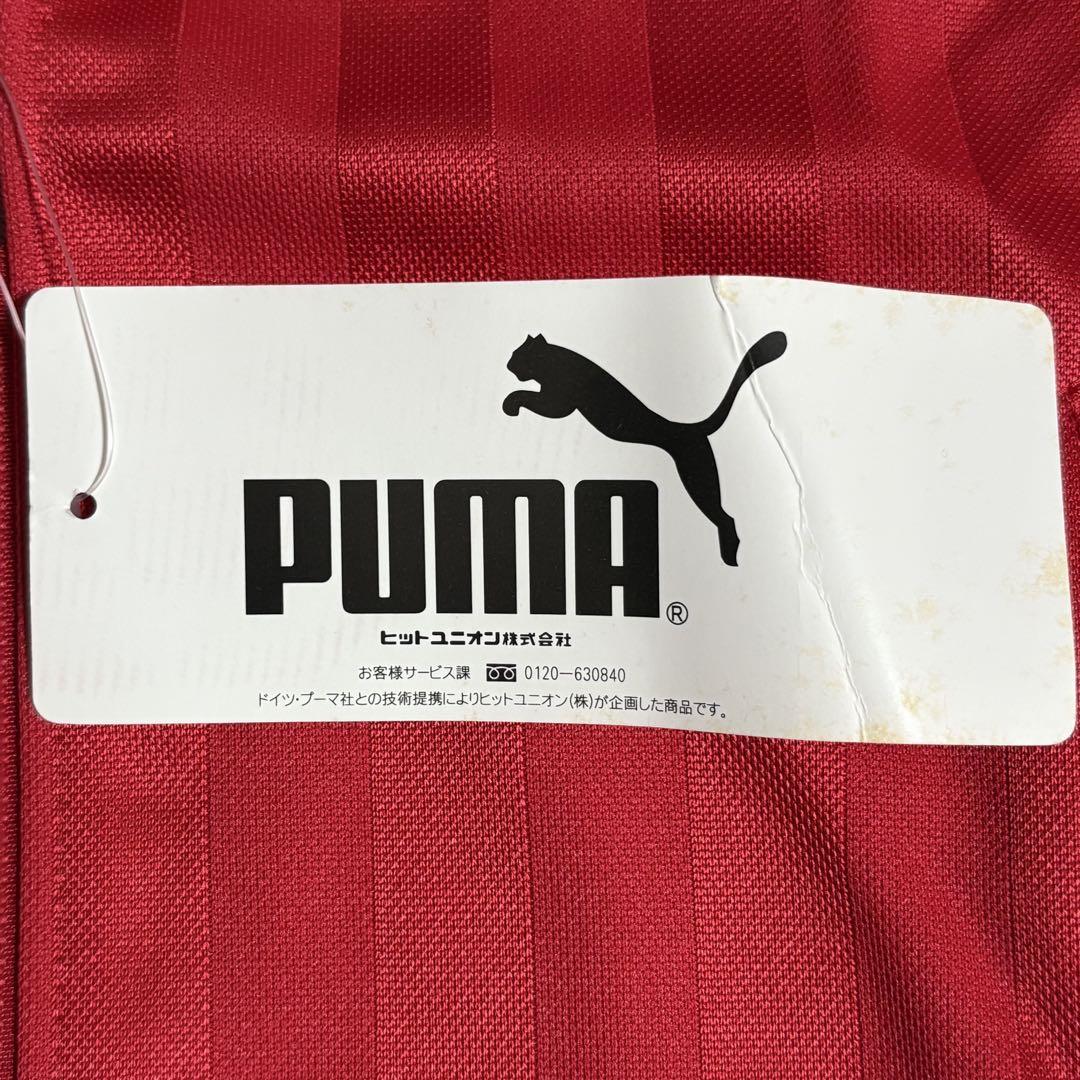 PUMA®
ヒットユニオン株式会社
お客様サービス課 0120-630840
ドイツ・プーマ社との技術提携によりヒットユニオン(株)が企画した商品です。